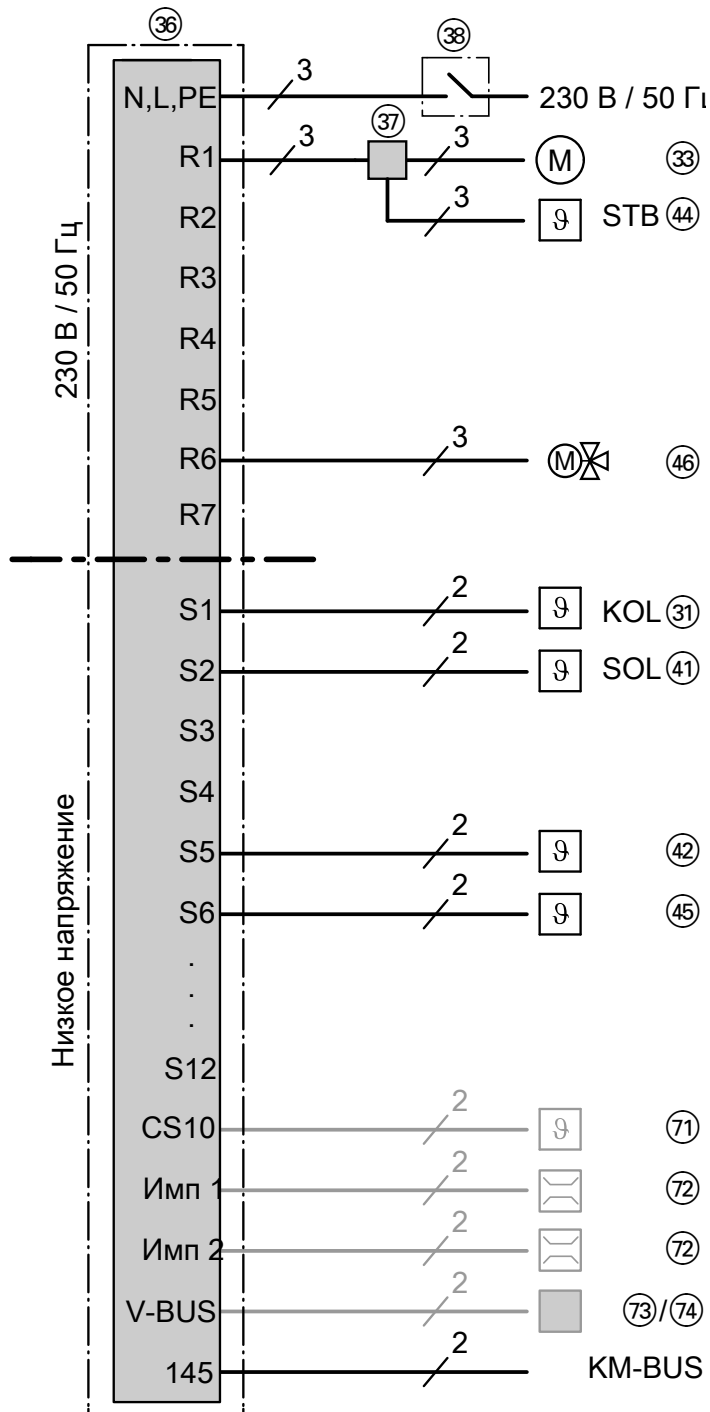 36
38
N,L,PE 3 230 В / 50 Гц
37
R1 3 3 M 33
R2 3 ϑ STB 44
230 В / 50 Гц
R3
R4
R5
R6 3 M 46
R7
S1 2 ϑ KOL 31
S2 2 ϑ SOL 41
S3
S4
Низкое напряжение
S5 2 ϑ 42
S6 2 ϑ 45
.
.
.
S12
CS10 2 ϑ 71
Имп 1 2 72
Имп 2 2 72
V-BUS 2 73/74
145 2 KM-BUS